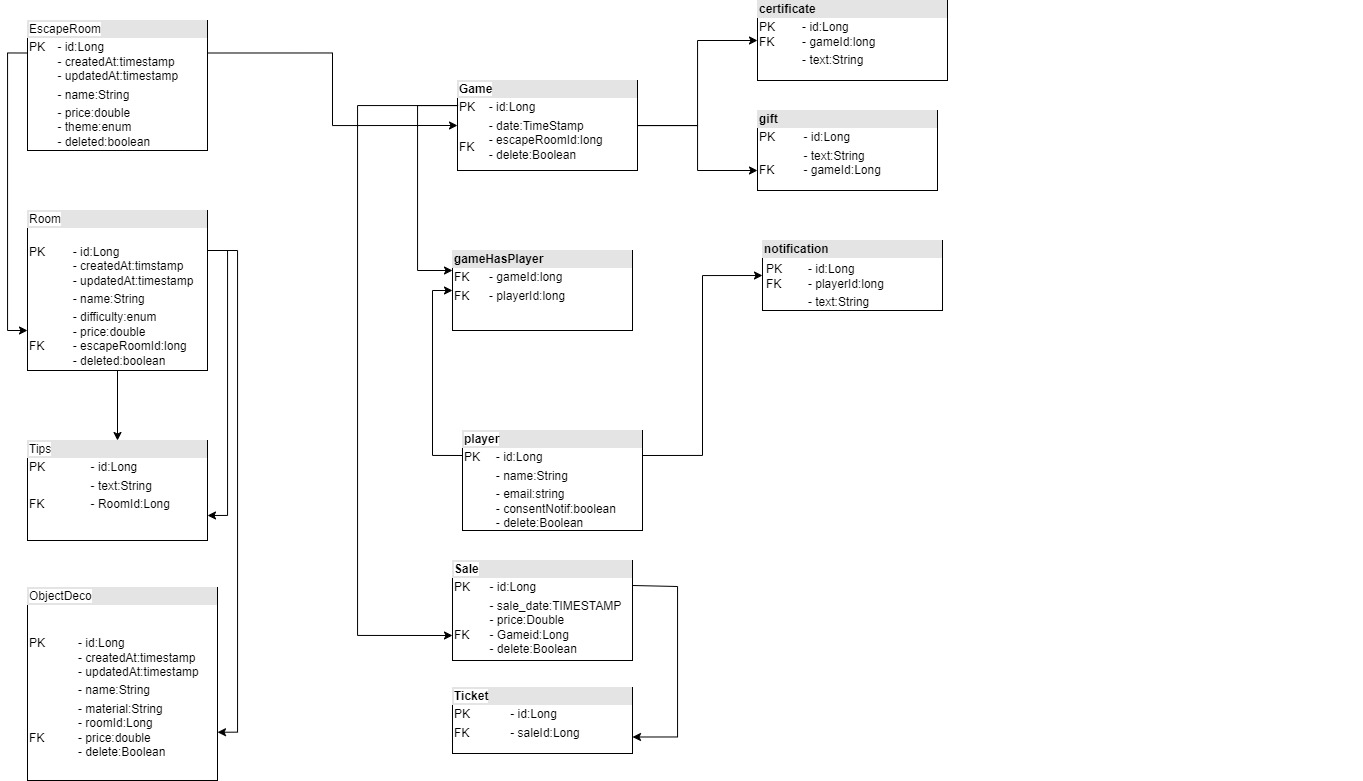 EscapeRoom
PK - id:Long
- createdAt:timestamp
- updatedAt:timestamp
- name:String
- price:double
- theme:enum
- deleted:boolean
Room
PK - id:Long
- createdAt:timstamp
- updatedAt:timestamp
- name:String
- difficulty:enum
- price:double
FK - escapeRoomId:long
- deleted:boolean
Tips
PK - id:Long
- text:String
FK - RoomId:Long
ObjectDeco
PK - id:Long
- createdAt:timestamp
- updatedAt:timestamp
- name:String
- material:String
- roomId:Long
FK - price:double
- delete:Boolean
Game
PK - id:Long
- date:TimeStamp
- escapeRoomId:long
FK
- delete:Boolean
gameHasPlayer
FK - gameId:long
FK - playerId:long
player
PK - id:Long
- name:String
- email:string
- consentNotif:boolean
- delete:Boolean
Sale
PK - id:Long
- sale_date:TIMESTAMP
- price:Double
FK - Gameid:Long
- delete:Boolean
Ticket
PK - id:Long
FK - saleId:Long
certificate
PK - id:Long
FK - gameId:long
- text:String
gift
PK - id:Long
- text:String
FK - gameId:Long
notification
PK - id:Long
FK - playerId:long
- text:String